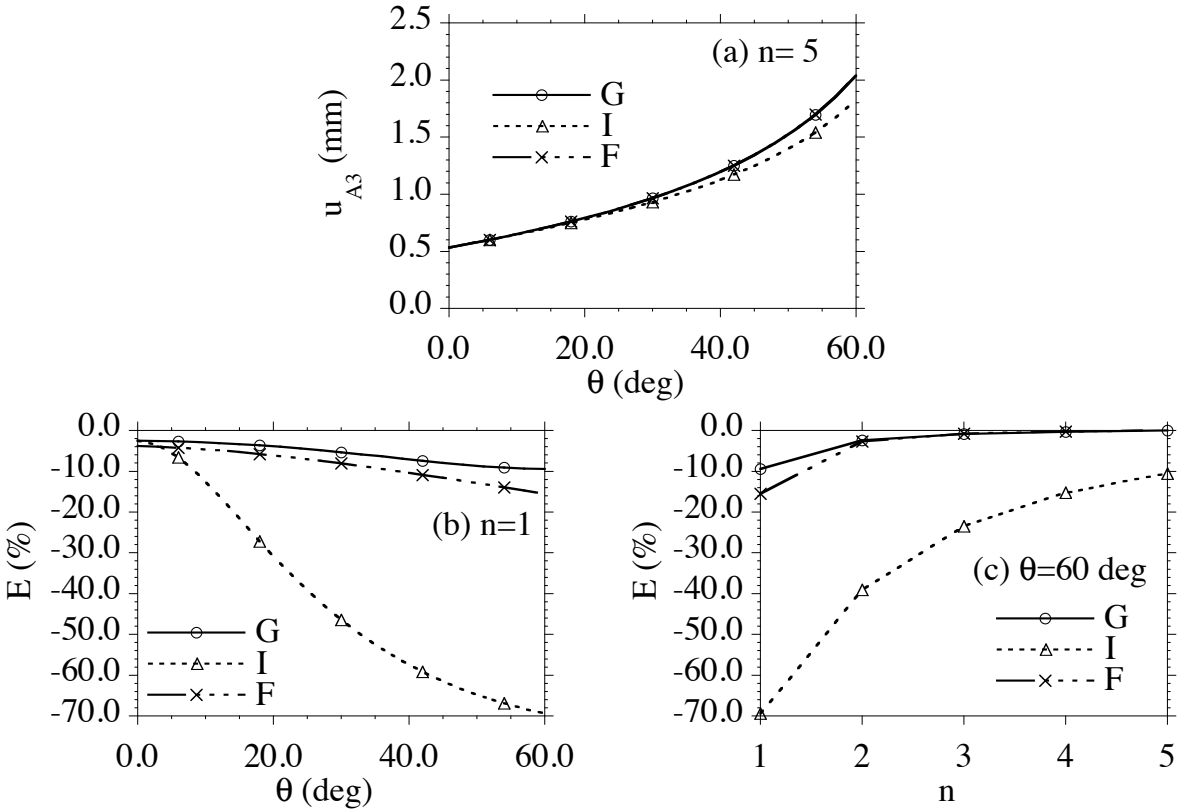 2.5
2.0
1.5
1.0
0.5
0.0
u A3 (mm)
(a) n= 5
G
I
F
0.0 20.0 40.0 60.0
θ (deg)
0.0
-10.0
-20.0
-30.0
-40.0
-50.0
-60.0
-70.0
E (%)
(b) n=1
G
I
F
0.0 20.0 40.0 60.0
θ (deg)
0.0
-10.0
-20.0
-30.0
-40.0
-50.0
-60.0
-70.0
E (%)
(c) θ=60 deg
G
I
F
1 2 3 4 5
n